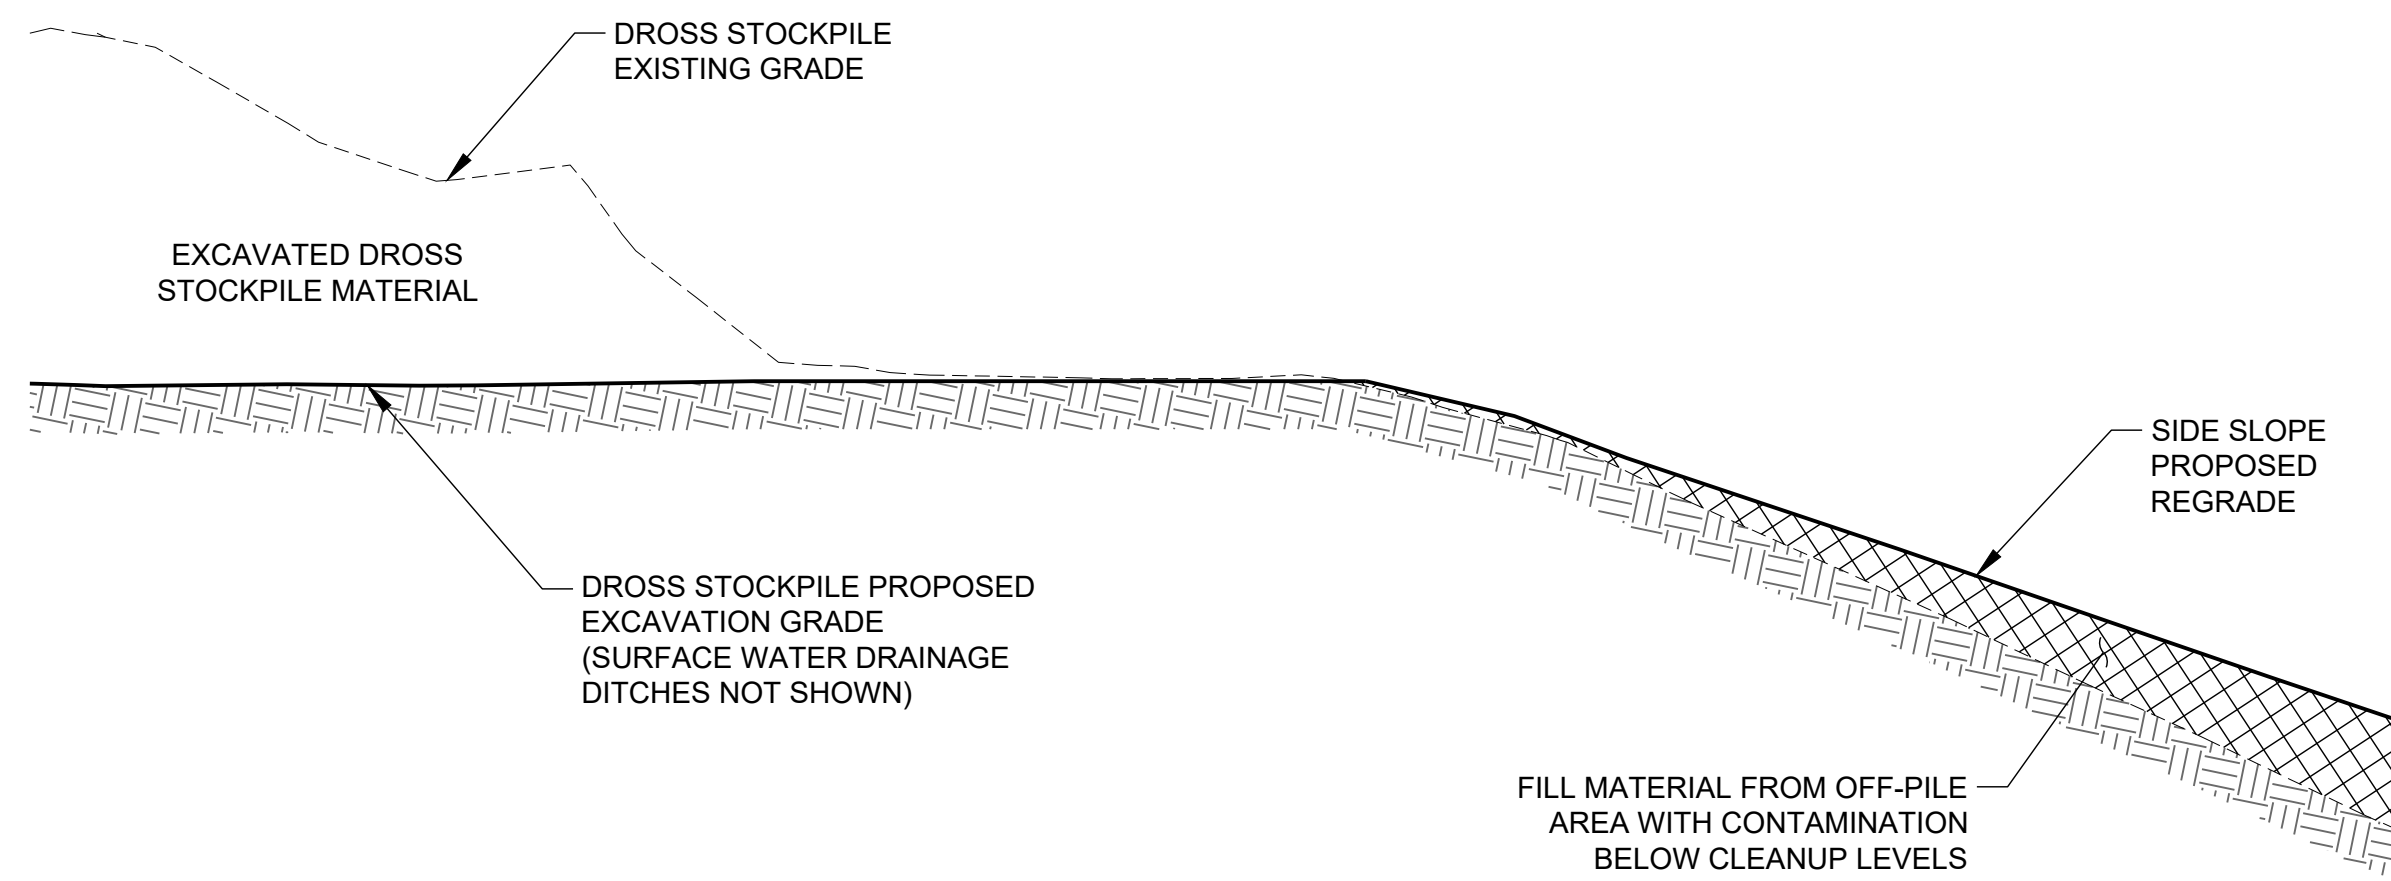 DROSS STOCKPILE
EXISTING GRADE
EXCAVATED DROSS
STOCKPILE MATERIAL
SIDE SLOPE
PROPOSED
REGRADE
DROSS STOCKPILE PROPOSED
EXCAVATION GRADE
(SURFACE WATER DRAINAGE
DITCHES NOT SHOWN)
FILL MATERIAL FROM OFF-PILE
AREA WITH CONTAMINATION
BELOW CLEANUP LEVELS